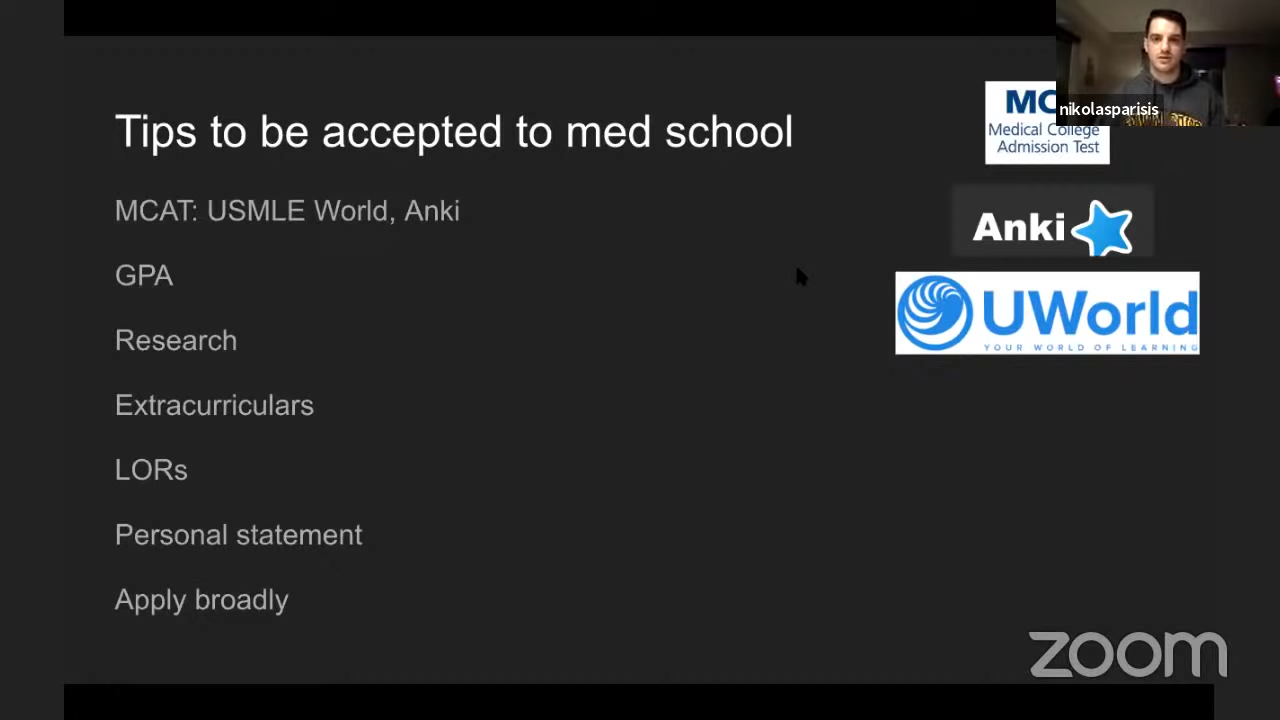 Tips to be accepted to med school
MCAT: USMLE World, Anki
GPA
Research
Extracurriculars
LORs
Personal statement
Apply broadly
nikolasparisis
MC
Medical College
Admission Test
Anki
UWorld
YOUR WORLD OF LEARNING
zoom